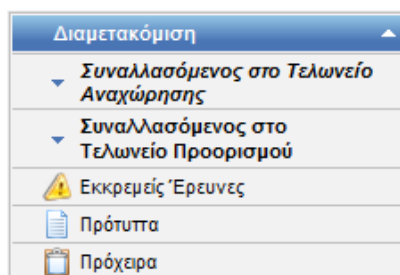 Διαμετακόμιση
Συναλλασόμενος στο Τελωνείο
Αναχώρησης
Συναλλασόμενος στο
Τελωνείο Προορισμού
Εκκρεμείς Έρευνες
Πρότυπα
Πρόχειρα